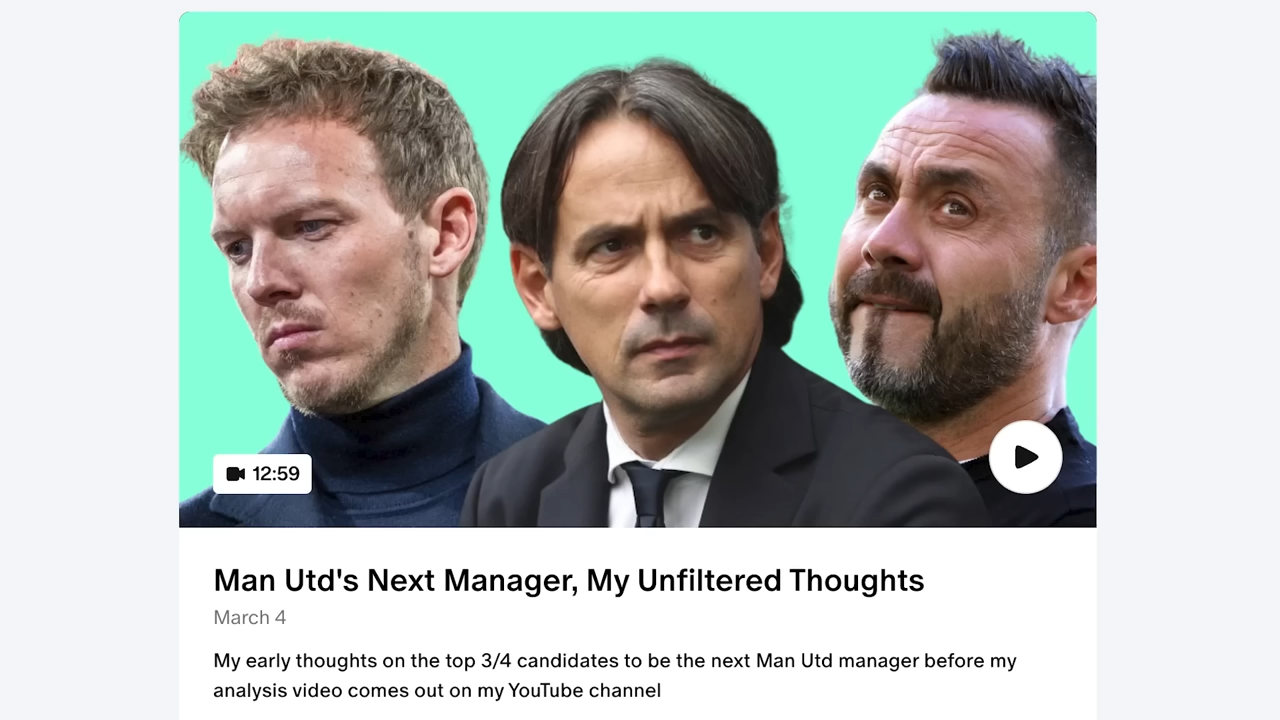 12:59
Man Utd's Next Manager, My Unfiltered Thoughts
March 4
My early thoughts on the top 3/4 candidates to be the next Man Utd manager before my
analysis video comes out on my YouTube channel